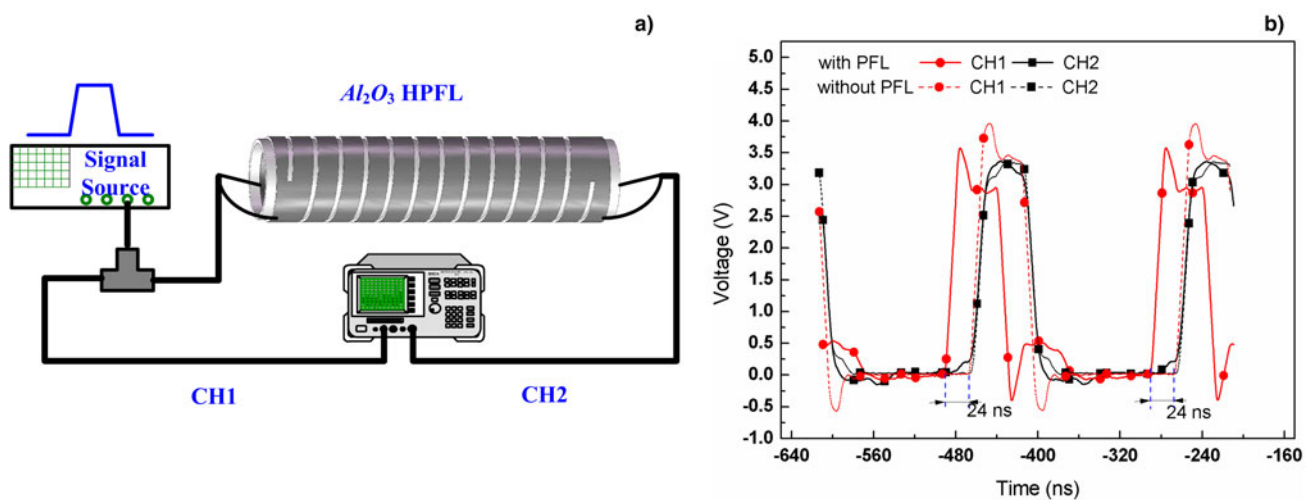 a)
Al₂O₃ HPFL
Signal
Source
CH1
CH2
b)
with PFL CH1 CH2
without PFL CH1 CH2
5.0
4.5
4.0
3.5
3.0
2.5
2.0
1.5
1.0
0.5
0.0
-0.5
-1.0
Voltage (V)
24 ns
24 ns
-640 -560 -480 -400 -320 -240 -160
Time (ns)